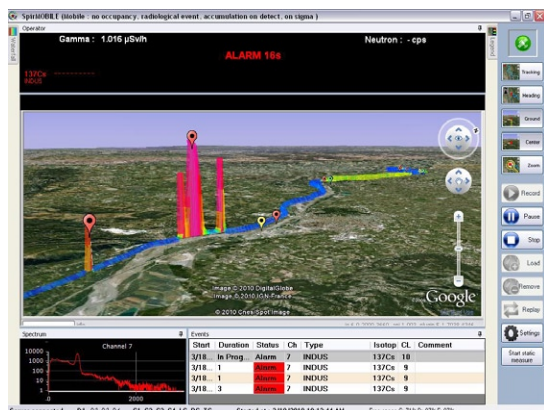 SpirMOBILE (Mobile : no occupancy, radiological event, accumulation on detect. on sigma )
Operator
Waterfall
Legend
Gamma : 1.016 µSv/h
Neutron : - cps
ALARM 16s
137Cs
INDUS
Tracking
Heading
Ground
Center
Zoom
Record
Pause
Stop
Load
Remove
Replay
Settings
Start static
measure
Image © 2010 DigitalGlobe
Image © 2010 IGN-France
© 2010 Cnes-Spot Image
Google
Spectrum
Channel 7
10000
1000
100
10
1
0
2000
Events
Start Duration Status Ch Type Isotop CL Comment
3/18... In Prog... Alarm 7 INDUS 137Cs 10
3/18... 1 Alarm 7 INDUS 137Cs 9
3/18... 1 Alarm 7 INDUS 137Cs 9
3/18... 3 Alarm 7 INDUS 137Cs 9